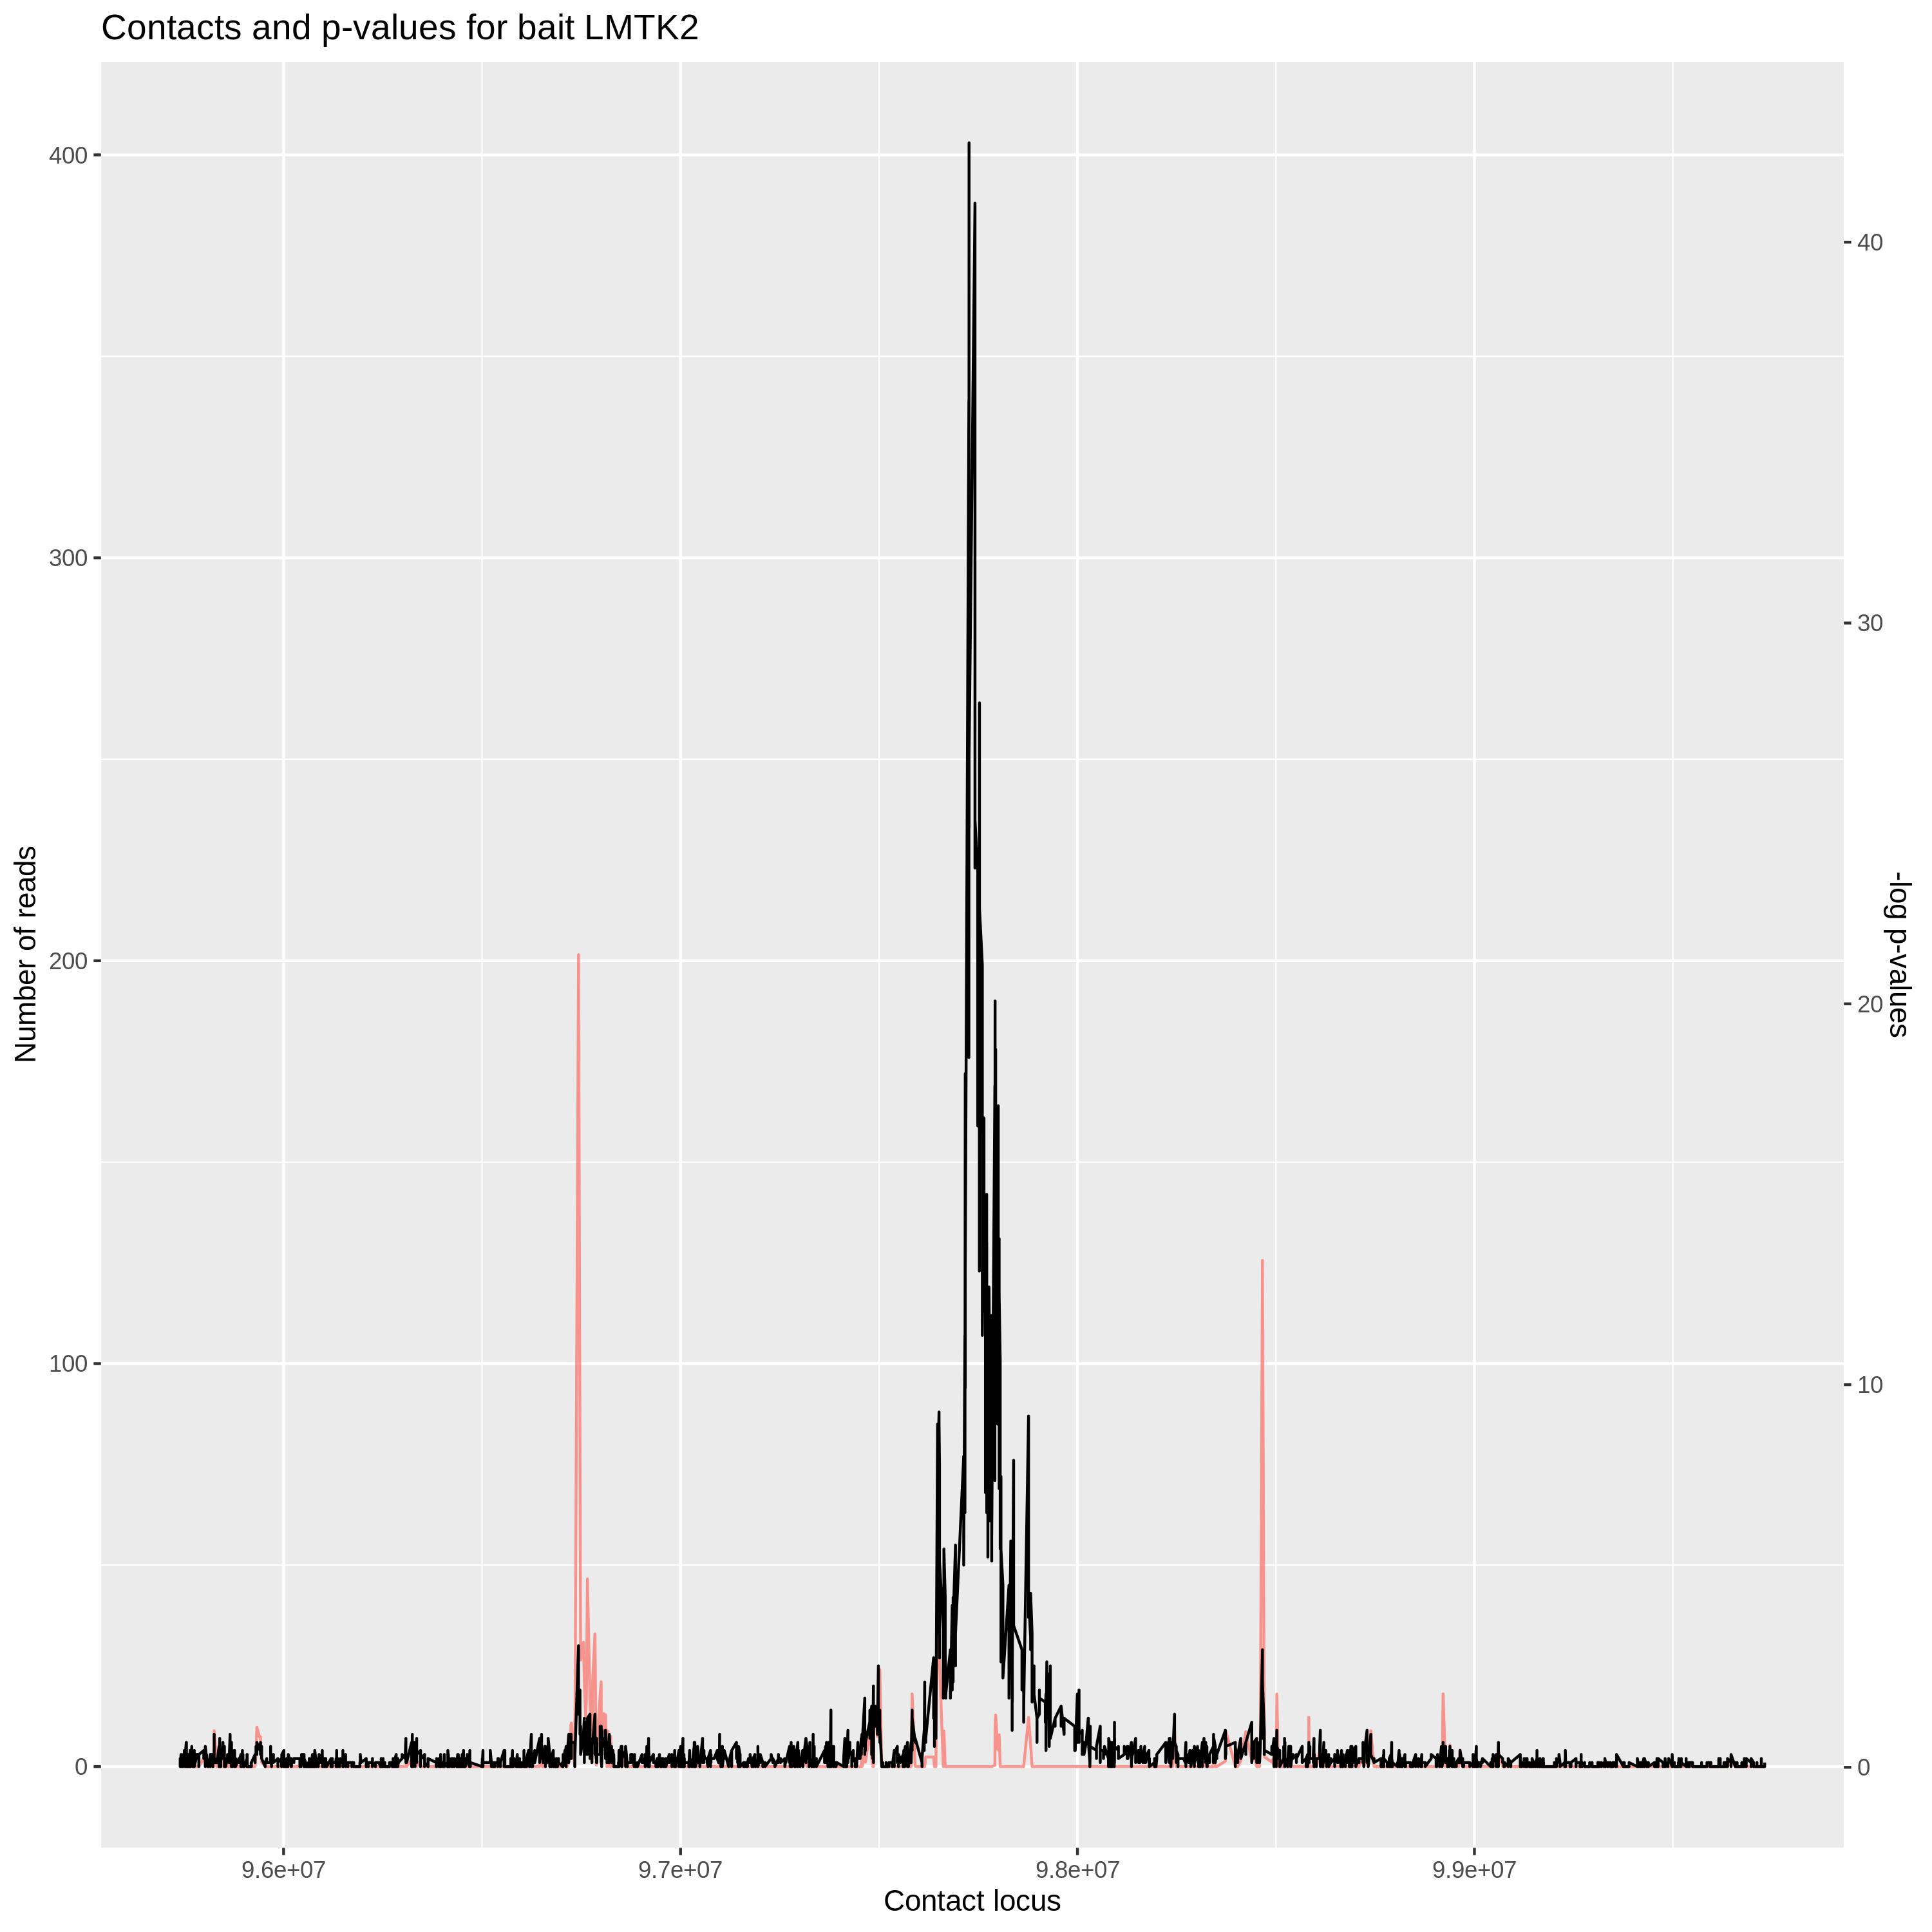 Contacts and p-values for bait LMTK2
400
300
200
100
0
Number of reads
40
30
20
10
0
-log p-values
9.6e+07 9.7e+07 9.8e+07 9.9e+07
Contact locus